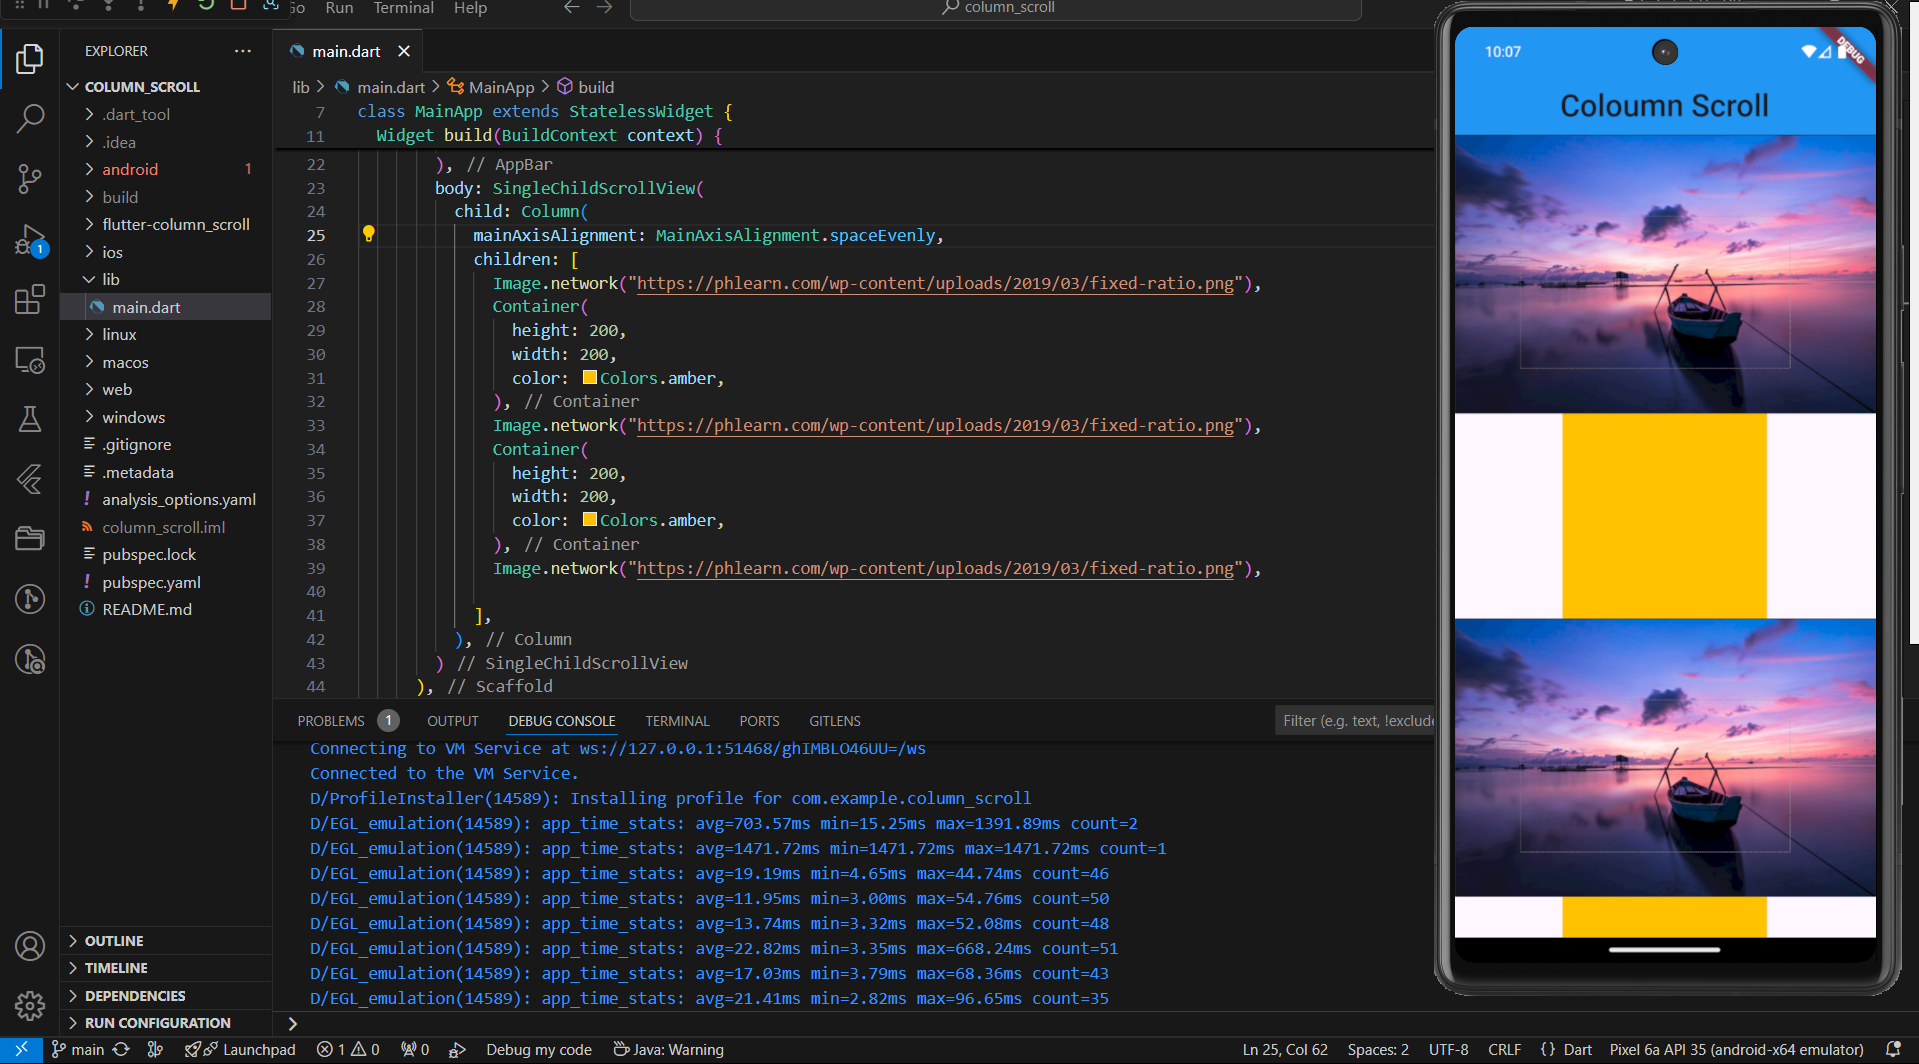 Go Run Terminal Help
column_scroll
EXPLORER
COLUMN_SCROLL
.dart_tool
.idea
android 1
build
flutter-column_scroll
ios
lib
main.dart
linux
macos
web
windows
.gitignore
.metadata
analysis_options.yaml
column_scroll.iml
pubspec.lock
pubspec.yaml
README.md
OUTLINE
TIMELINE
DEPENDENCIES
RUN CONFIGURATION
1
main.dart
lib > main.dart > MainApp > build
7 class MainApp extends StatelessWidget {
11 Widget build(BuildContext context) {
22 ), // AppBar
23 body: SingleChildScrollView(
24 child: Column(
25 mainAxisAlignment: MainAxisAlignment.spaceEvenly,
26 children: [
27 Image.network("https://phlearn.com/wp-content/uploads/2019/03/fixed-ratio.png"),
28 Container(
29 height: 200,
30 width: 200,
31 color: Colors.amber,
32 ), // Container
33 Image.network("https://phlearn.com/wp-content/uploads/2019/03/fixed-ratio.png"),
34 Container(
35 height: 200,
36 width: 200,
37 color: Colors.amber,
38 ), // Container
39 Image.network("https://phlearn.com/wp-content/uploads/2019/03/fixed-ratio.png"),
40
41 ],
42 ), // Column
43 ) // SingleChildScrollView
44 ), // Scaffold
PROBLEMS 1 OUTPUT DEBUG CONSOLE TERMINAL PORTS GITLENS
Filter (e.g. text, !exclude
Connecting to VM Service at ws://127.0.0.1:51468/ghIMBLO46UU=/ws
Connected to the VM Service.
D/ProfileInstaller(14589): Installing profile for com.example.column_scroll
D/EGL_emulation(14589): app_time_stats: avg=703.57ms min=15.25ms max=1391.89ms count=2
D/EGL_emulation(14589): app_time_stats: avg=1471.72ms min=1471.72ms max=1471.72ms count=1
D/EGL_emulation(14589): app_time_stats: avg=19.19ms min=4.65ms max=44.74ms count=46
D/EGL_emulation(14589): app_time_stats: avg=11.95ms min=3.00ms max=54.76ms count=50
D/EGL_emulation(14589): app_time_stats: avg=13.74ms min=3.32ms max=52.08ms count=48
D/EGL_emulation(14589): app_time_stats: avg=22.82ms min=3.35ms max=668.24ms count=51
D/EGL_emulation(14589): app_time_stats: avg=17.03ms min=3.79ms max=68.36ms count=43
D/EGL_emulation(14589): app_time_stats: avg=21.41ms min=2.82ms max=96.65ms count=35
>
10:07
DEBUG
Coloumn Scroll
main Launchpad 1 0 0 Debug my code Java: Warning Ln 25, Col 62 Spaces: 2 UTF-8 CRLF {} Dart Pixel 6a API 35 (android-x64 emulator)